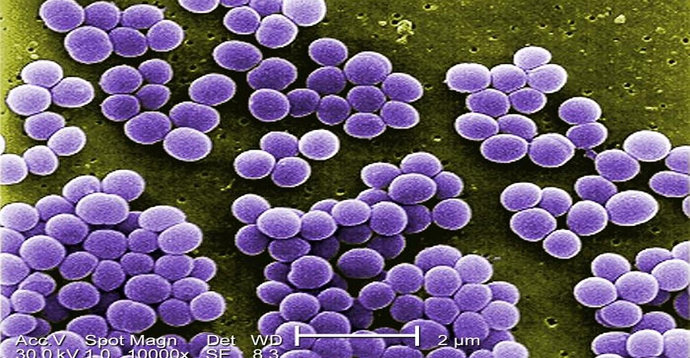 Acc.V Spot Magn Det WD 2 µm
30.0 kV 1.0 10000x SE 8.3